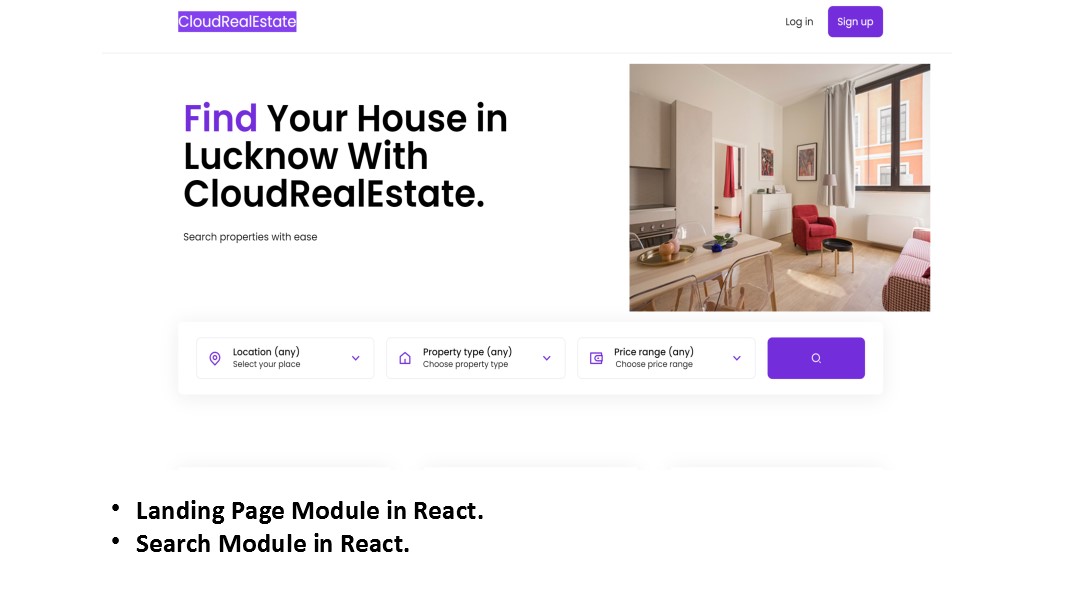 CloudRealEstate
Log in
Sign up
Find Your House in
Lucknow With
CloudRealEstate.
Search properties with ease
Location (any)
Select your place
Property type (any)
Choose property type
Price range (any)
Choose price range
• Landing Page Module in React.
• Search Module in React.